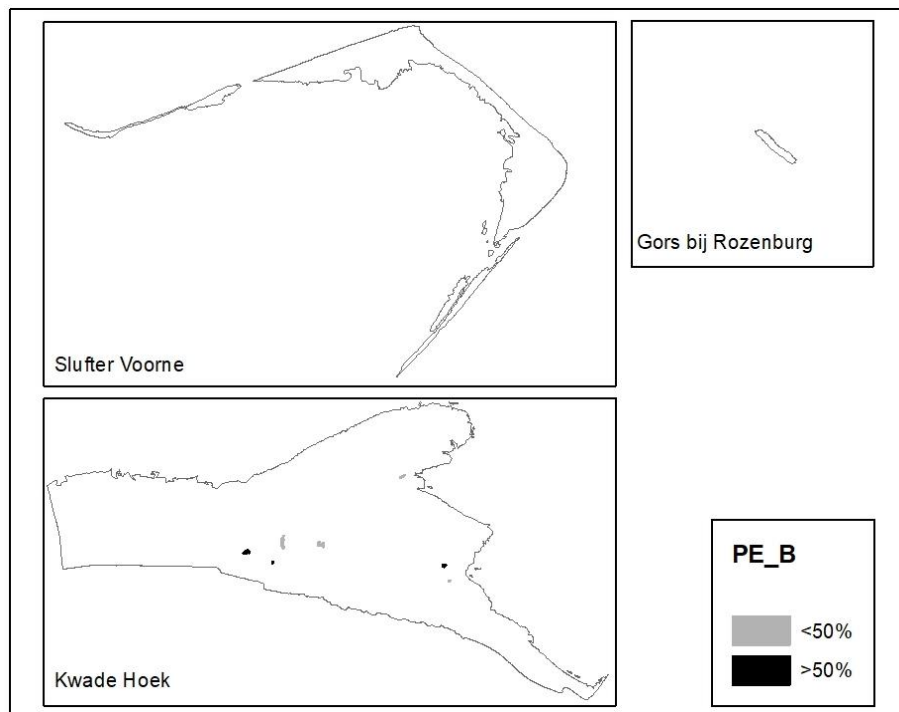 Slufter Voorne
Gors bij Rozenburg
Kwade Hoek
PE_B
<50%
>50%